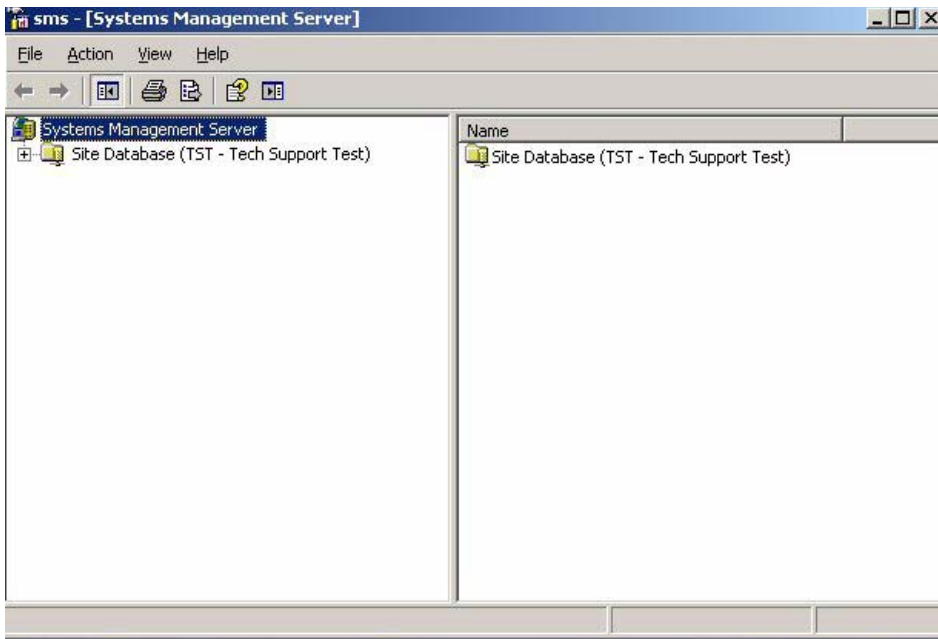 sms - [Systems Management Server]
File Action View Help
Systems Management Server
Site Database (TST - Tech Support Test)
Name
Site Database (TST - Tech Support Test)